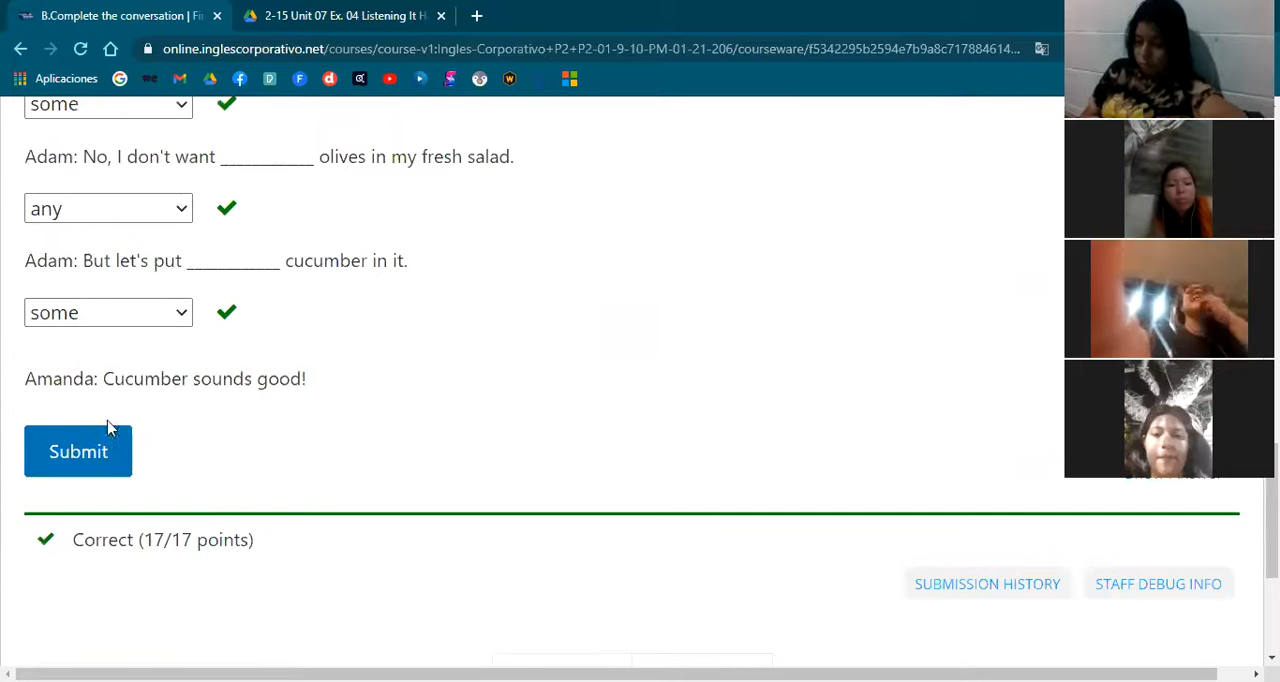 B.Complete the conversation | Fi
2-15 Unit 07 Ex. 04 Listening It H
online.inglescorporativo.net/courses/course-v1:Ingles-Corporativo+P2+P2-01-9-10-PM-01-21-206/courseware/f5342295b2594e7b9a8c717884614...
Aplicaciones
some
Adam: No, I don't want ____________ olives in my fresh salad.
any
Adam: But let's put ____________ cucumber in it.
some
Amanda: Cucumber sounds good!
Submit
Correct (17/17 points)
SUBMISSION HISTORY
STAFF DEBUG INFO